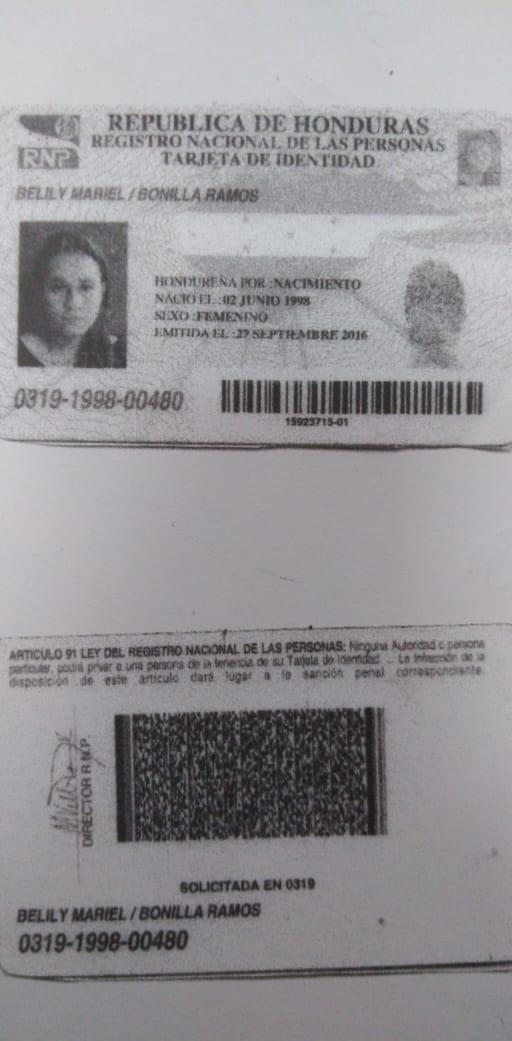 REPUBLICA DE HONDURAS
REGISTRO NACIONAL DE LAS PERSONAS
TARJETA DE IDENTIDAD
RNP
BELILY MARIEL / BONILLA RAMOS
HONDUREÑA POR :NACIMIENTO
NACIO EL :02 JUNIO 1998
SEXO :FEMENINO
EMITIDA EL :27 SEPTIEMBRE 2016
0319-1998-00480
15923715-01
ARTICULO 91 LEY DEL REGISTRO NACIONAL DE LAS PERSONAS: Ninguna Autoridad o persona
particular, podrá privar a una persona de la tenencia de su Tarjeta de Identidad. ... La infracción de la
disposición de este artículo dará lugar a la sanción penal correspondiente.
DIRECTOR R.N.P.
SOLICITADA EN 0319
BELILY MARIEL / BONILLA RAMOS
0319-1998-00480